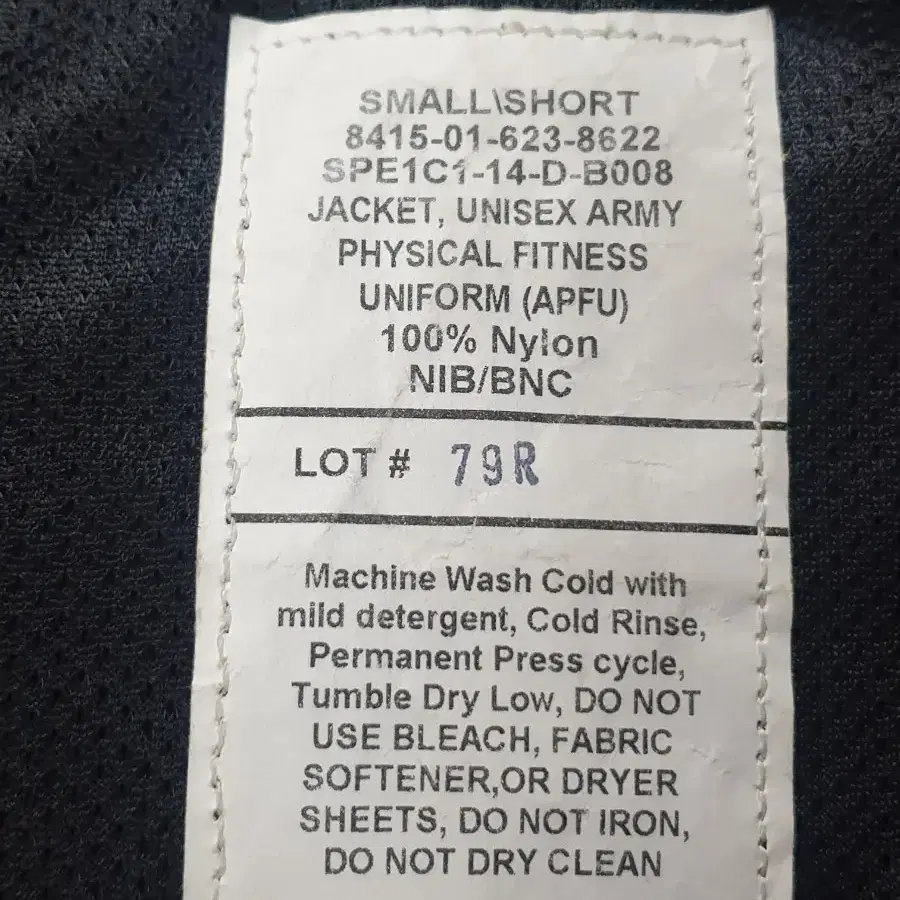 SMALL\SHORT
8415-01-623-8622
SPE1C1-14-D-B008
JACKET, UNISEX ARMY
PHYSICAL FITNESS
UNIFORM (APFU)
100% Nylon
NIB/BNC
LOT # 79R
Machine Wash Cold with
mild detergent, Cold Rinse,
Permanent Press cycle,
Tumble Dry Low, DO NOT
USE BLEACH, FABRIC
SOFTENER,OR DRYER
SHEETS, DO NOT IRON,
DO NOT DRY CLEAN